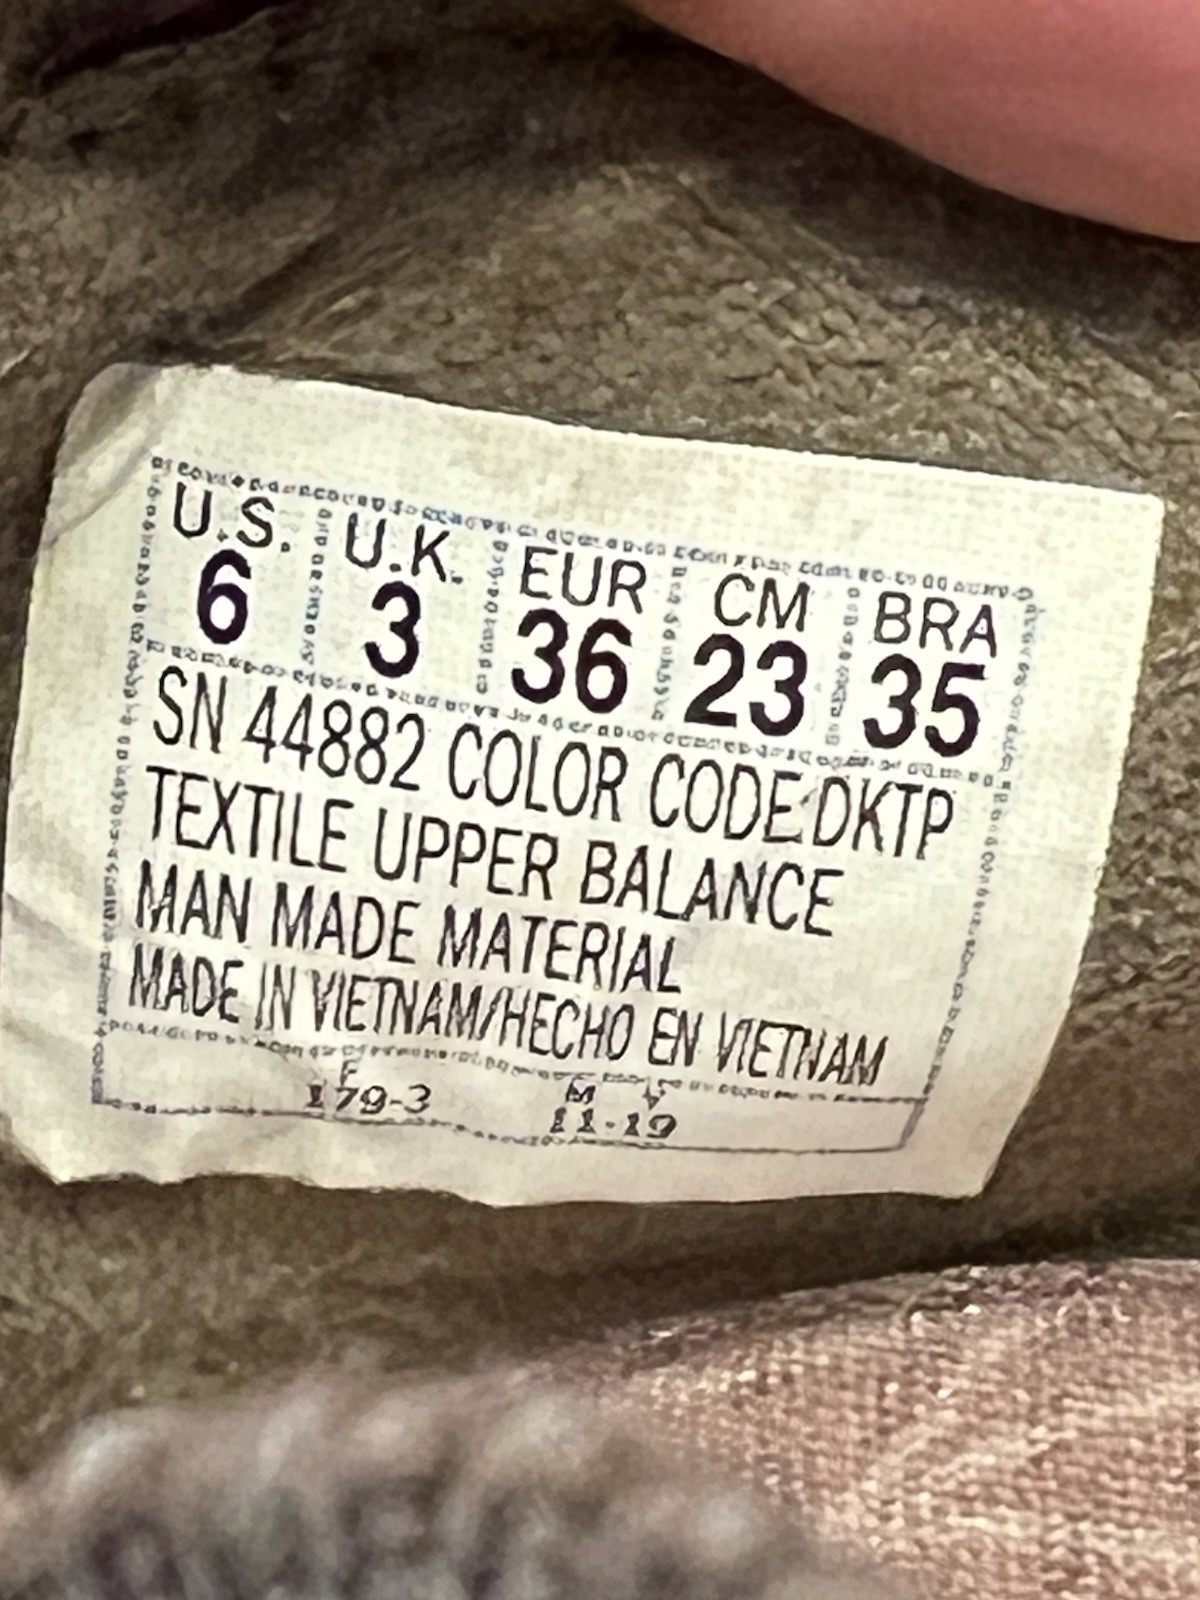 U.S. U.K. EUR CM BRA
6 3 36 23 35
SN 44882 COLOR CODE:DKTP
TEXTILE UPPER BALANCE
MAN MADE MATERIAL
MADE IN VIETNAM/HECHO EN VIETNAM
F M
179-3 11-19